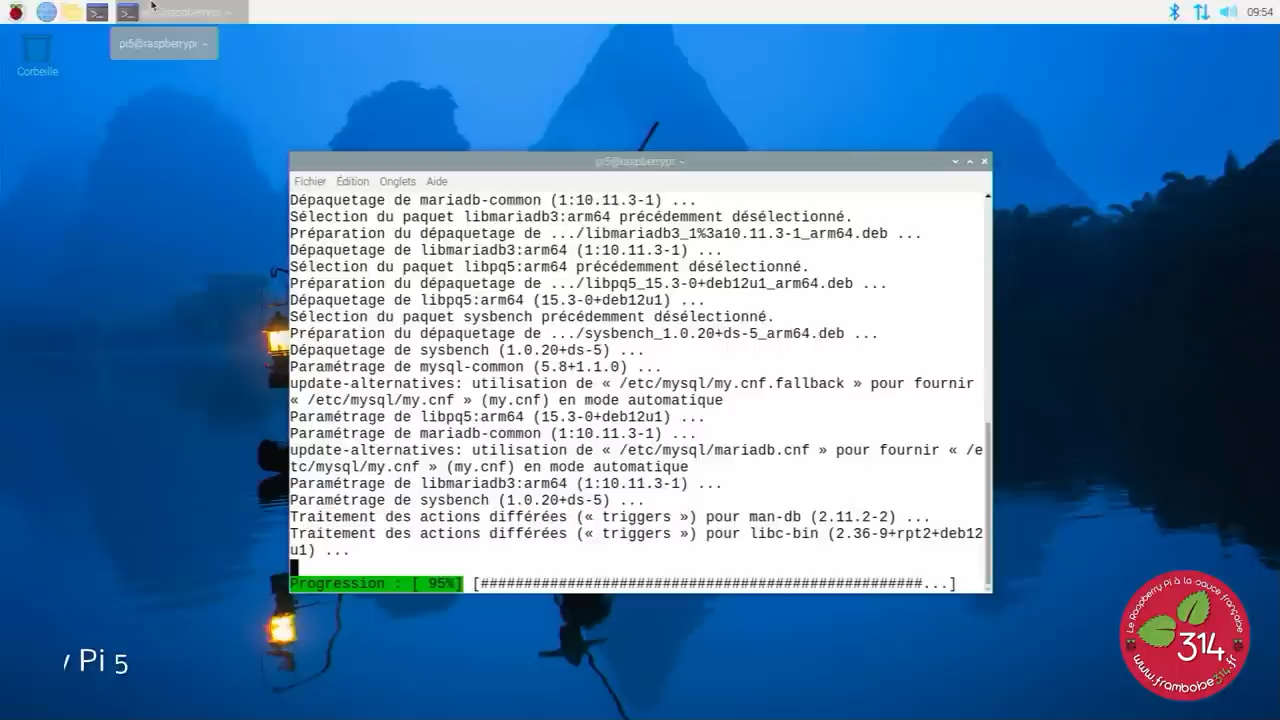 09:54
pi5@raspberrypi: ~
Corbeille
pi5@raspberrypi: ~
Fichier Édition Onglets Aide
Dépaquetage de mariadb-common (1:10.11.3-1) ...
Sélection du paquet libmariadb3:arm64 précédemment désélectionné.
Préparation du dépaquetage de .../libmariadb3_1%3a10.11.3-1_arm64.deb ...
Dépaquetage de libmariadb3:arm64 (1:10.11.3-1) ...
Sélection du paquet libpq5:arm64 précédemment désélectionné.
Préparation du dépaquetage de .../libpq5_15.3-0+deb12u1_arm64.deb ...
Dépaquetage de libpq5:arm64 (15.3-0+deb12u1) ...
Sélection du paquet sysbench précédemment désélectionné.
Préparation du dépaquetage de .../sysbench_1.0.20+ds-5_arm64.deb ...
Dépaquetage de sysbench (1.0.20+ds-5) ...
Paramétrage de mysql-common (5.8+1.1.0) ...
update-alternatives: utilisation de « /etc/mysql/my.cnf.fallback » pour fournir
« /etc/mysql/my.cnf » (my.cnf) en mode automatique
Paramétrage de libpq5:arm64 (15.3-0+deb12u1) ...
Paramétrage de mariadb-common (1:10.11.3-1) ...
update-alternatives: utilisation de « /etc/mysql/mariadb.cnf » pour fournir « /e
tc/mysql/my.cnf » (my.cnf) en mode automatique
Paramétrage de libmariadb3:arm64 (1:10.11.3-1) ...
Paramétrage de sysbench (1.0.20+ds-5) ...
Traitement des actions différées (« triggers ») pour man-db (2.11.2-2) ...
Traitement des actions différées (« triggers ») pour libc-bin (2.36-9+rpt2+deb12
u1) ...
Progression : [ 95%] [###################################################...]
y Pi 5
Le Raspberry Pi à la sauce française
314
www.framboise314.fr